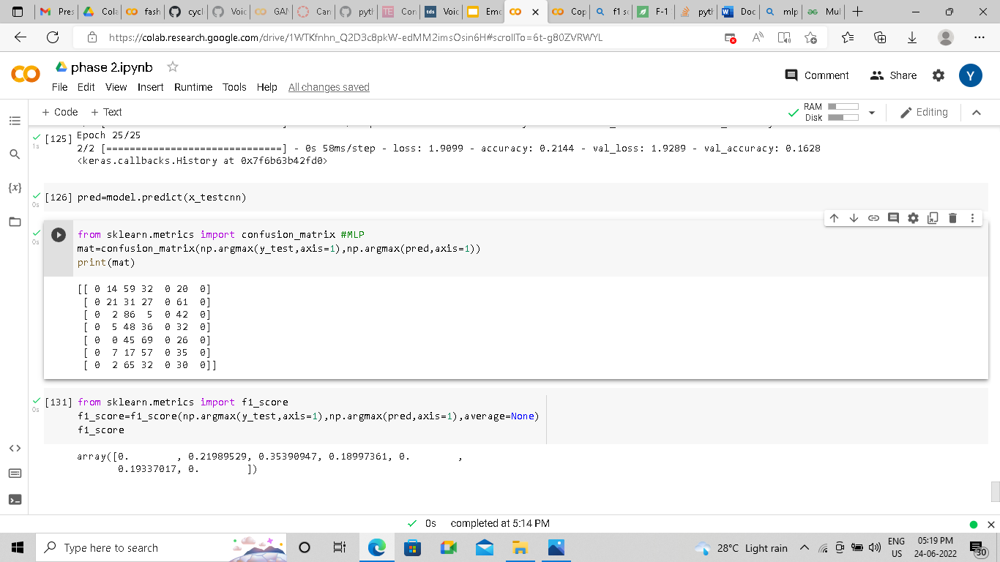 Pres
Cola
fash
cycl
Voic
GAN
Can
pyth
Con
Voic
Emo
Cop
f1 sc
F-1
pyth
Doc
mlp
Mul
https://colab.research.google.com/drive/1WTKfnhn_Q2D3c8pkW-edMM2imsOsin6H#scrollTo=6t-g80ZVRWYL
phase 2.ipynb
Comment Share Y
File Edit View Insert Runtime Tools Help All changes saved
+ Code + Text
RAM
Disk
Editing
[125] Epoch 25/25
1s
2/2 [==============================] - 0s 58ms/step - loss: 1.9099 - accuracy: 0.2144 - val_loss: 1.9289 - val_accuracy: 0.1628
<keras.callbacks.History at 0x7f6b63b42fd0>
[126] pred=model.predict(x_testcnn)
0s
from sklearn.metrics import confusion_matrix #MLP
0s
mat=confusion_matrix(np.argmax(y_test,axis=1),np.argmax(pred,axis=1))
print(mat)
[[ 0 14 59 32  0 20  0]
[ 0 21 31 27  0 61  0]
[ 0  2 86  5  0 42  0]
[ 0  5 48 36  0 32  0]
[ 0  0 45 69  0 26  0]
[ 0  7 17 57  0 35  0]
[ 0  2 65 32  0 30  0]]
[131] from sklearn.metrics import f1_score
0s
f1_score=f1_score(np.argmax(y_test,axis=1),np.argmax(pred,axis=1),average=None)
f1_score
array([0.        , 0.21989529, 0.35390947, 0.18997361, 0.        ,
0.19337017, 0.        ])
0s completed at 5:14 PM
Type here to search
28°C Light rain
ENG
US
05:19 PM
24-06-2022
30